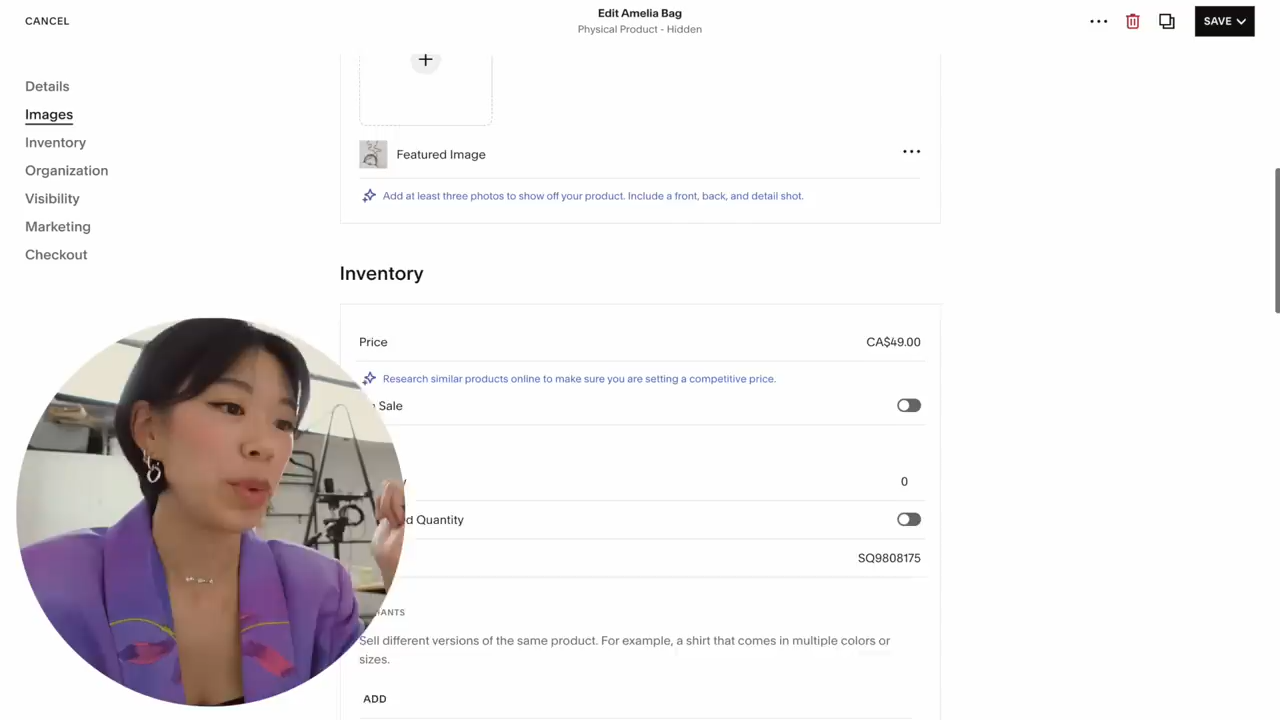 CANCEL
Edit Amelia Bag
Physical Product - Hidden
SAVE
Details
Images
Inventory
Organization
Visibility
Marketing
Checkout
Featured Image
Add at least three photos to show off your product. Include a front, back, and detail shot.
Inventory
Price
CA$49.00
Research similar products online to make sure you are setting a competitive price.
Sale
0
Quantity
SQ9808175
Sell different versions of the same product. For example, a shirt that comes in multiple colors or
sizes.
ADD